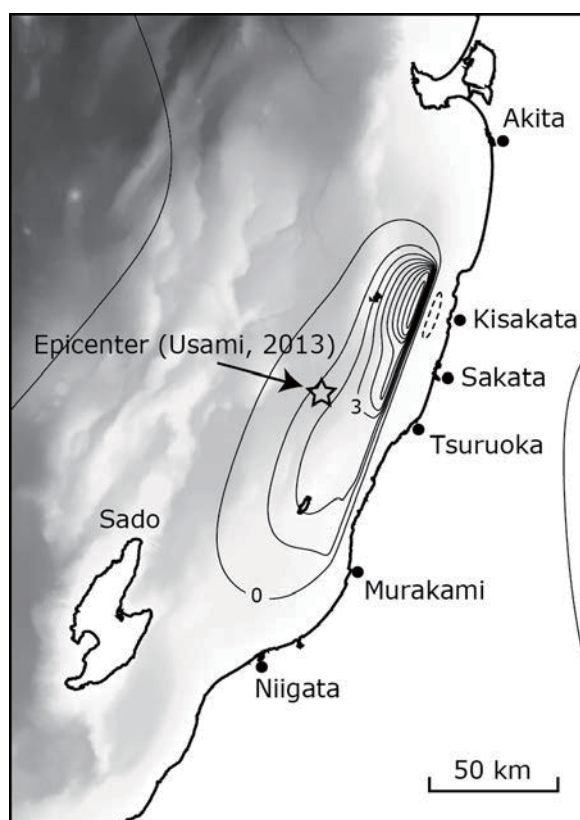 Akita
Kisakata
Epicenter (Usami, 2013)
Sakata
3
Tsuruoka
Sado
Murakami
0
Niigata
50 km